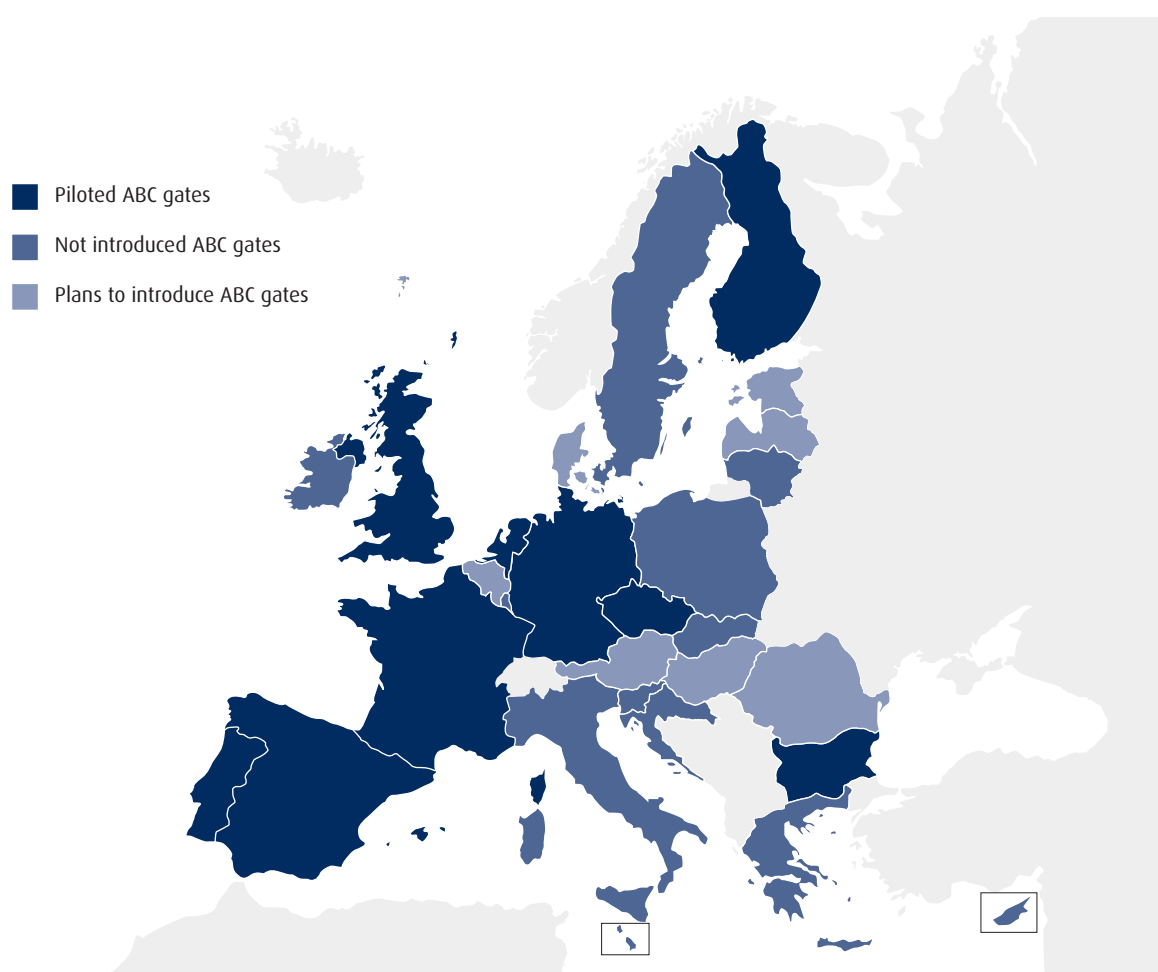 Piloted ABC gates
Not introduced ABC gates
Plans to introduce ABC gates